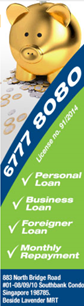 6777 8080
License no. 91/2014
Personal
Loan
Business
Loan
Foreigner
Loan
Monthly
Repayment
883 North Bridge Road
#01-08/09/10 Southbank Condo
Singapore 198785.
Beside Lavender MRT